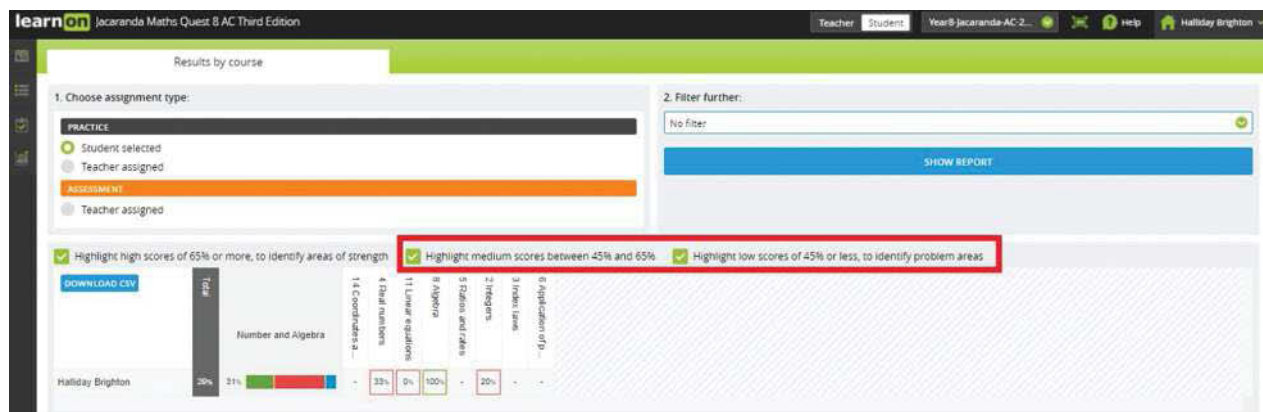 learnon Jacaranda Maths Quest 8 AC Third Edition
Teacher Student Year8-Jacaranda-AC-2... Help Halliday Brighton
Results by course
1. Choose assignment type:
PRACTICE
Student selected
Teacher assigned
ASSESSMENT
Teacher assigned
2. Filter further:
No filter
SHOW REPORT
Highlight high scores of 65% or more, to identify areas of strength
Highlight medium scores between 45% and 65%
Highlight low scores of 45% or less, to identify problem areas
DOWNLOAD CSV
Total
Number and Algebra
14 Coordinates a...
4 Real numbers
11 Linear equations
8 Algebra
5 Ratios and rates
2 Integers
3 Index laws
6 Application of p...
Halliday Brighton 29% 31% - 33% 0% 100% - 20% - -